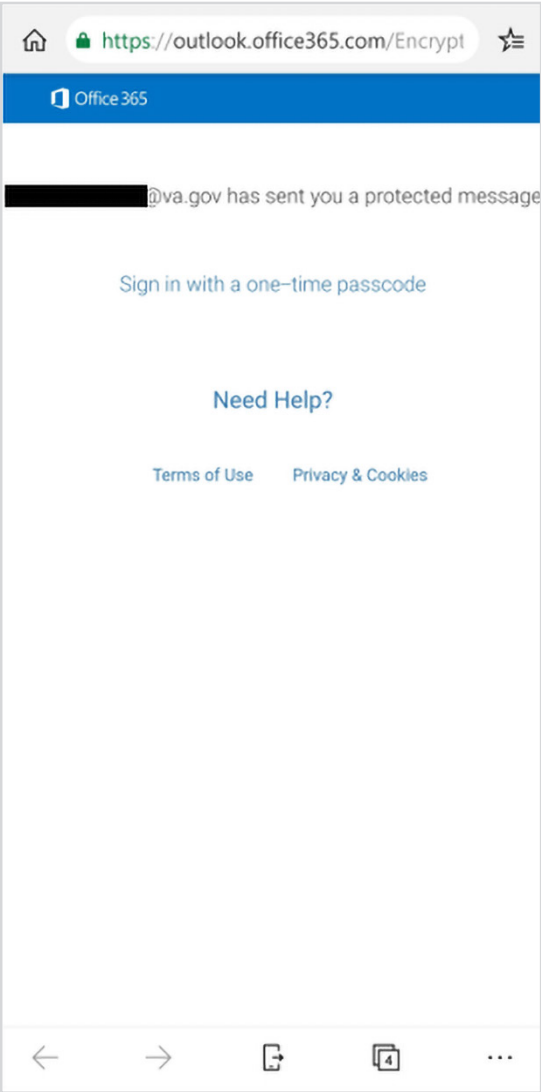 https://outlook.office365.com/Encrypt
Office 365
@va.gov has sent you a protected message
Sign in with a one-time passcode
Need Help?
Terms of Use Privacy & Cookies
4